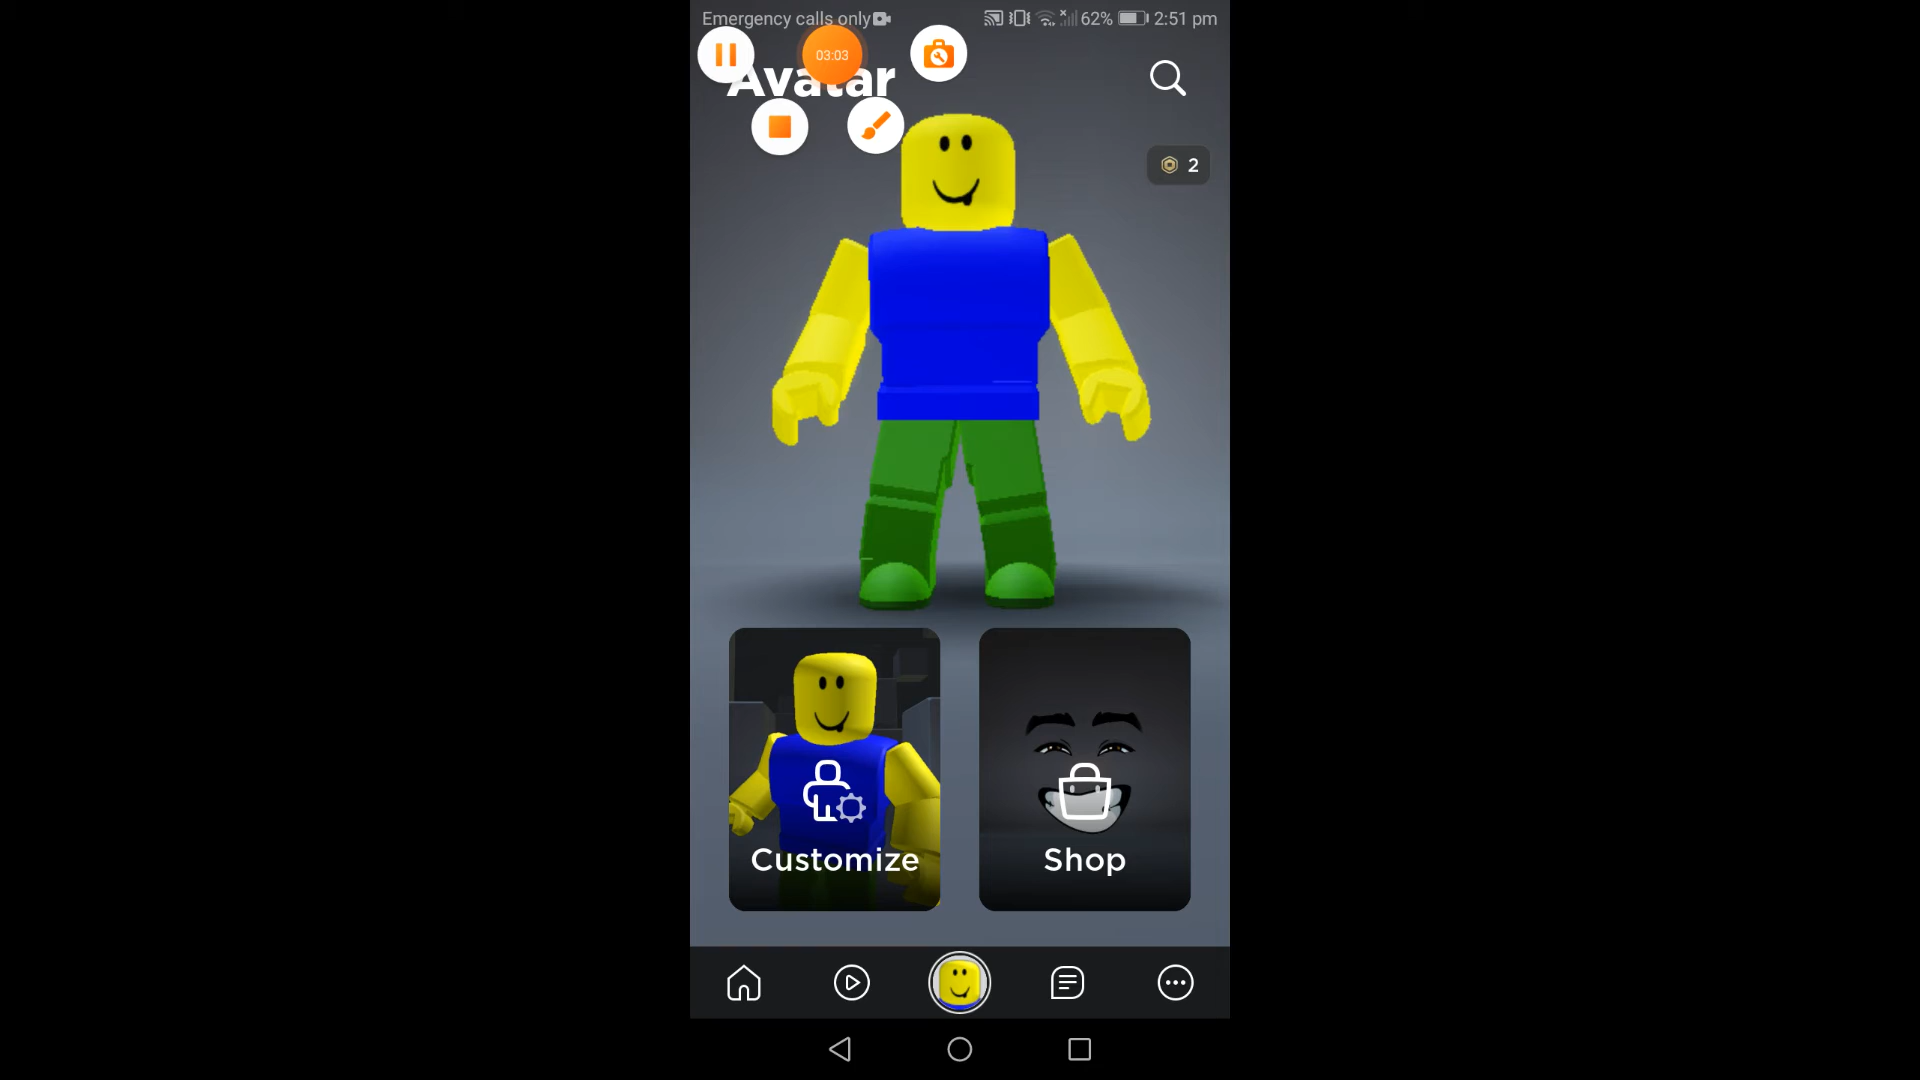 Emergency calls only 62% 2:51 pm
03:03
Avatar
2
Customize
Shop